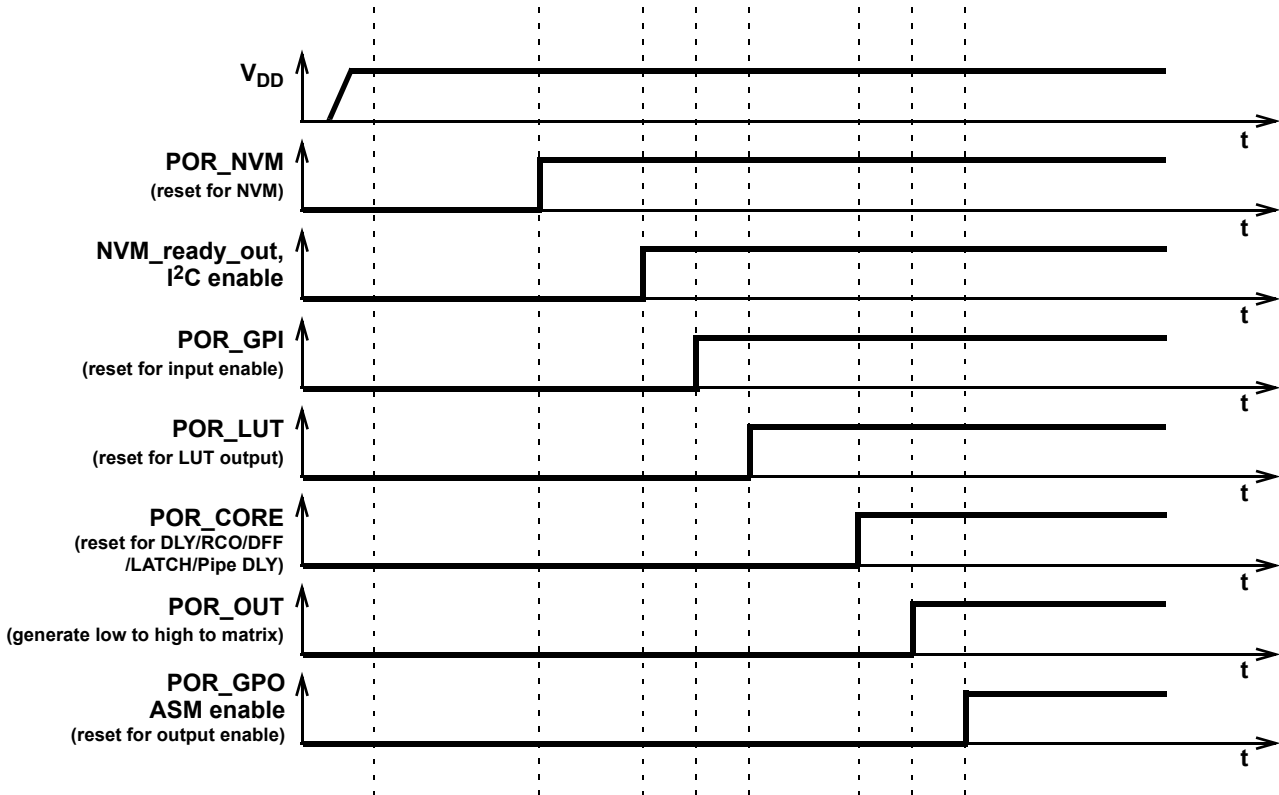 VDD
t
POR_NVM
(reset for NVM)
t
NVM_ready_out,
I2C enable
t
POR_GPI
(reset for input enable)
t
POR_LUT
(reset for LUT output)
t
POR_CORE
(reset for DLY/RCO/DFF
/LATCH/Pipe DLY)
t
POR_OUT
(generate low to high to matrix)
t
POR_GPO
ASM enable
(reset for output enable)
t